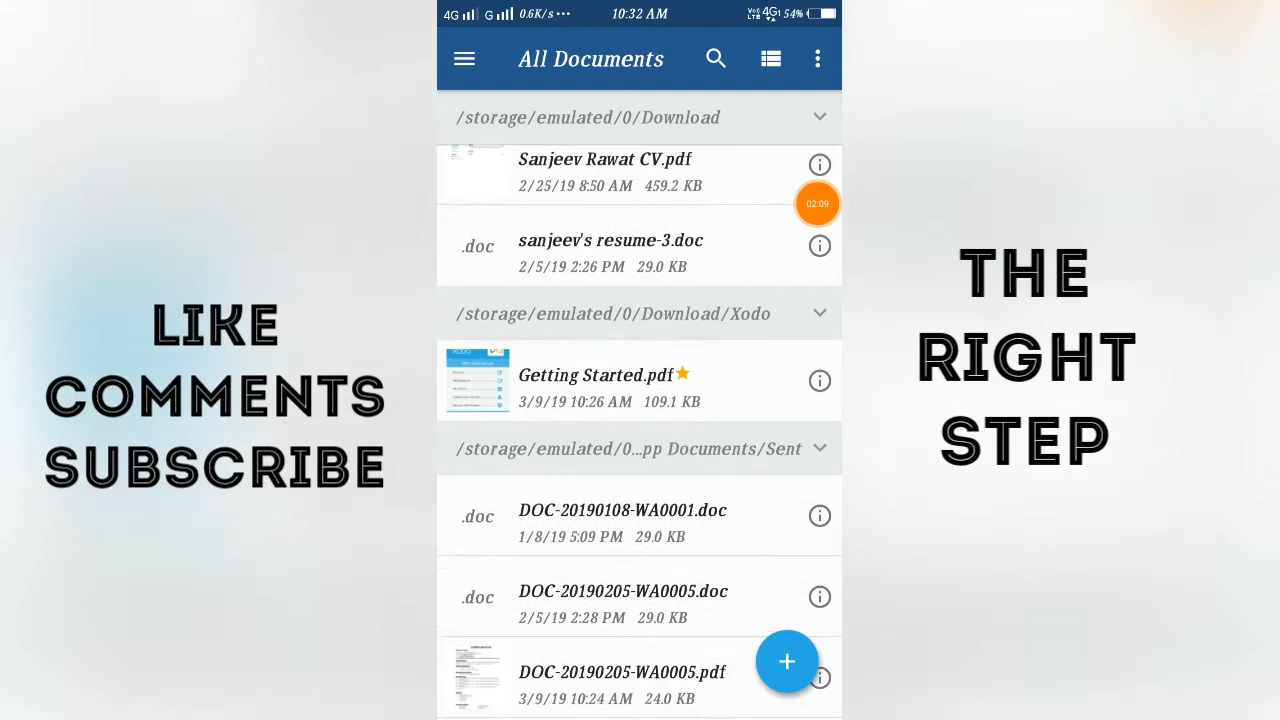 4G G 0.6K/s ••• 10:32 AM VoI LTE 4G1 54%
All Documents
/storage/emulated/0/Download
Sanjeev Rawat CV.pdf
2/25/19 8:50 AM 459.2 KB
02:09
.doc sanjeev's resume-3.doc
2/5/19 2:26 PM 29.0 KB
/storage/emulated/0/Download/Xodo
Getting Started.pdf
3/9/19 10:26 AM 109.1 KB
/storage/emulated/0...pp Documents/Sent
.doc DOC-20190108-WA0001.doc
1/8/19 5:09 PM 29.0 KB
.doc DOC-20190205-WA0005.doc
2/5/19 2:28 PM 29.0 KB
DOC-20190205-WA0005.pdf
3/9/19 10:24 AM 24.0 KB
LIKE
COMMENTS
SUBSCRIBE
THE
RIGHT
STEP